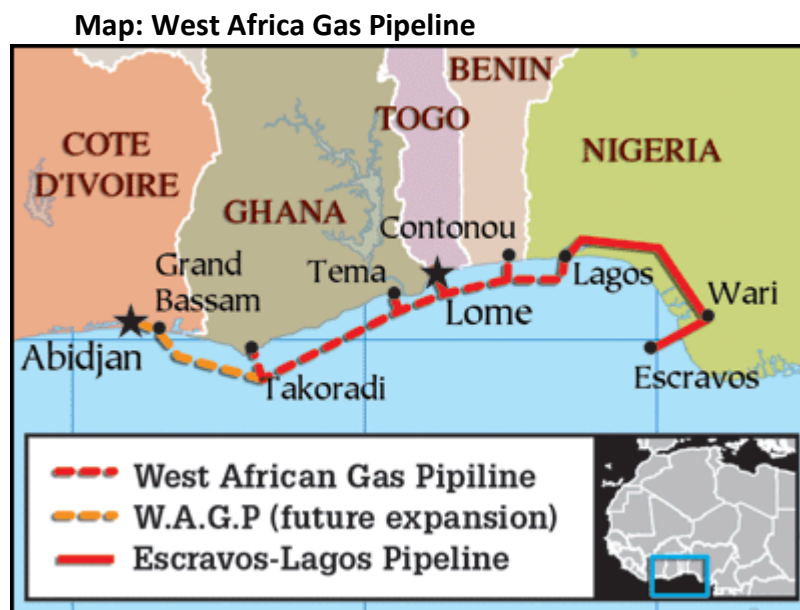 Map: West Africa Gas Pipeline
BENIN
TOGO
COTE
D'IVOIRE
NIGERIA
GHANA
Contonou
Grand
Bassam
Tema
Lagos
Wari
Lome
Abidjan
Takoradi
Escravos
West African Gas Pipiline
W.A.G.P (future expansion)
Escravos-Lagos Pipeline